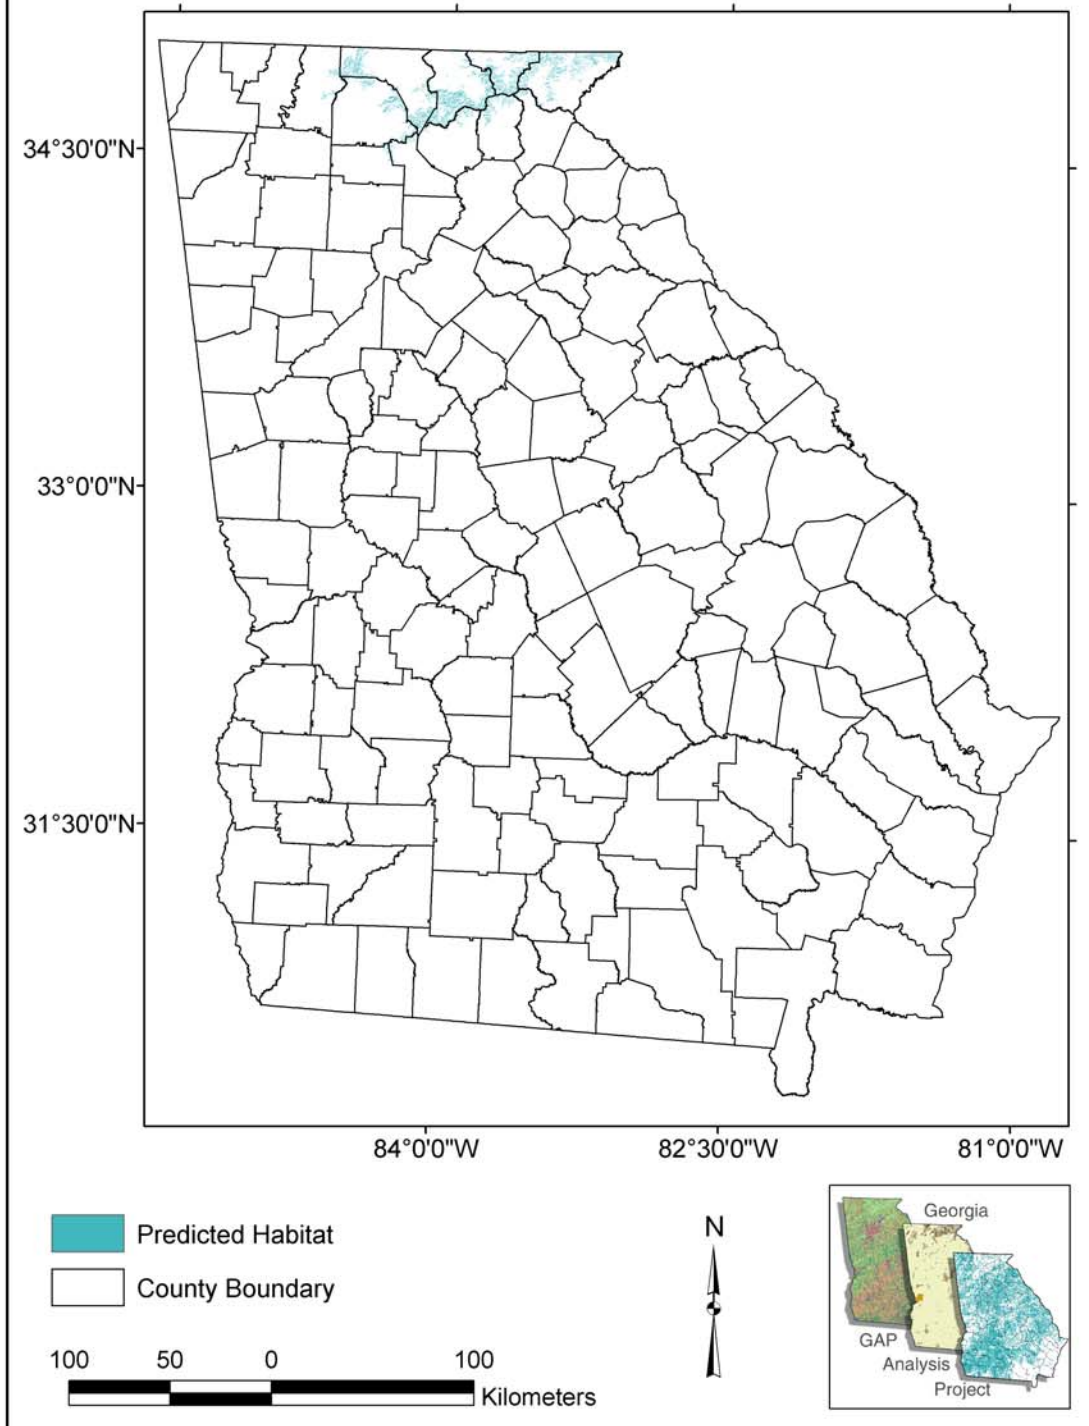 34°30'0"N
33°0'0"N
31°30'0"N
84°0'0"W 82°30'0"W 81°0'0"W
Predicted Habitat
County Boundary
100 50 0 100
Kilometers
N
Georgia
GAP
Analysis
Project